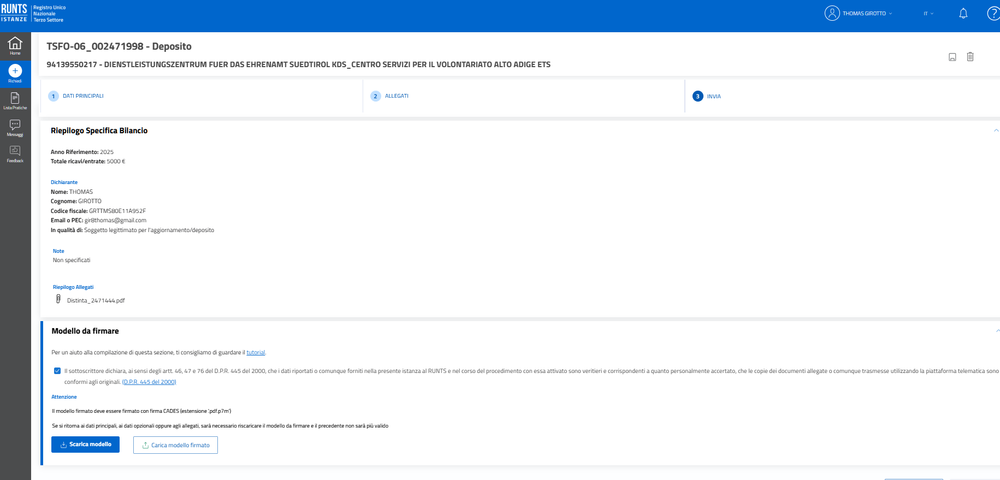 RUNTS
ISTANZE
Registro Unico
Nazionale
Terzo Settore
THOMAS GIROTTO
IT
?
Home
Richiedi
Lista Pratiche
Messaggi
Feedback
TSFO-06_002471998 - Deposito
94139550217 - DIENSTLEISTUNGSZENTRUM FUER DAS EHRENAMT SUEDTIROL KDS_CENTRO SERVIZI PER IL VOLONTARIATO ALTO ADIGE ETS
1 DATI PRINCIPALI
2 ALLEGATI
3 INVIA
Riepilogo Specifica Bilancio
Anno Riferimento: 2025
Totale ricavi/entrate: 5000 €
Dichiarante
Nome: THOMAS
Cognome: GIROTTO
Codice fiscale: GRTTMS80E11A952F
Email o PEC: gir8thomas@gmail.com
In qualità di: Soggetto legittimato per l'aggiornamento/deposito
Note
Non specificati
Riepilogo Allegati
Distinta_2471444.pdf
Modello da firmare
Per un aiuto alla compilazione di questa sezione, ti consigliamo di guardare il tutorial.
Il sottoscrittore dichiara, ai sensi degli artt. 46, 47 e 76 del D.P.R. 445 del 2000, che i dati riportati o comunque forniti nella presente istanza al RUNTS e nel corso del procedimento con essa attivato sono veritieri e corrispondenti a quanto personalmente accertato, che le copie dei documenti allegate o comunque trasmesse utilizzando la piattaforma telematica sono
conformi agli originali. (D.P.R. 445 del 2000)
Attenzione
Il modello firmato deve essere firmato con firma CADES (estensione '.pdf.p7m')
Se si ritorna ai dati principali, ai dati opzionali oppure agli allegati, sarà necessario riscaricare il modello da firmare e il precedente non sarà più valido
Scarica modello
Carica modello firmato